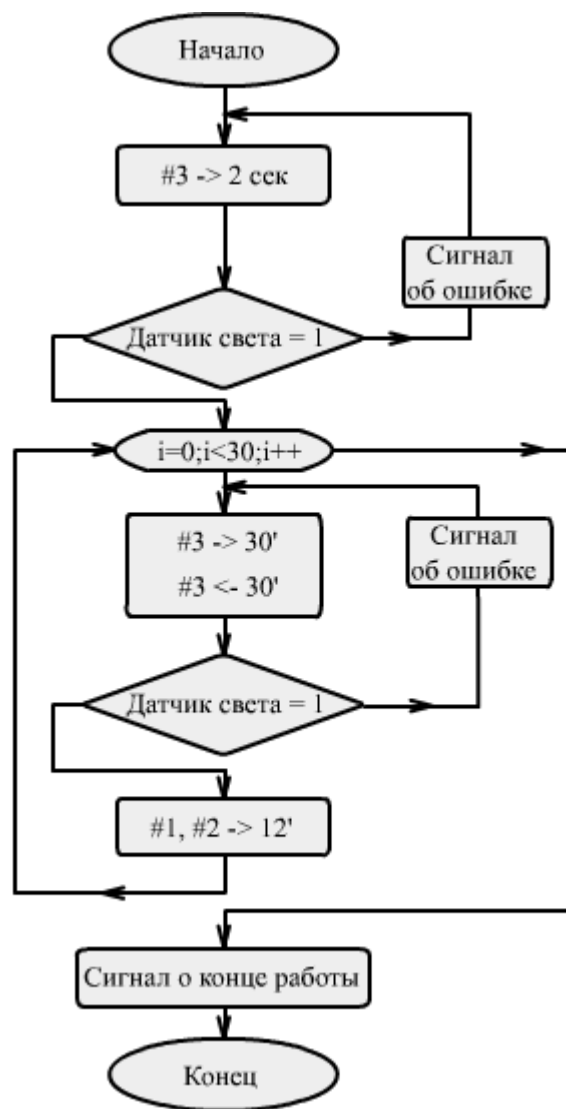 Начало
#3 -> 2 сек
Сигнал
об ошибке
Датчик света = 1
i=0;i<30;i++
#3 -> 30'
#3 <- 30'
Сигнал
об ошибке
Датчик света = 1
#1, #2 -> 12'
Сигнал о конце работы
Конец